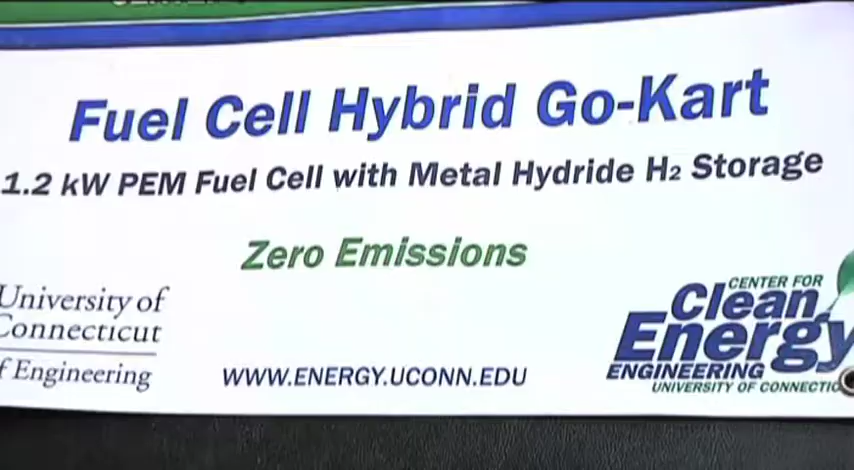 Fuel Cell Hybrid Go-Kart
1.2 kW PEM Fuel Cell with Metal Hydride H₂ Storage
Zero Emissions
University of
Connecticut
f Engineering
WWW.ENERGY.UCONN.EDU
CENTER FOR
Clean
Energy
ENGINEERING
UNIVERSITY OF CONNECTIC